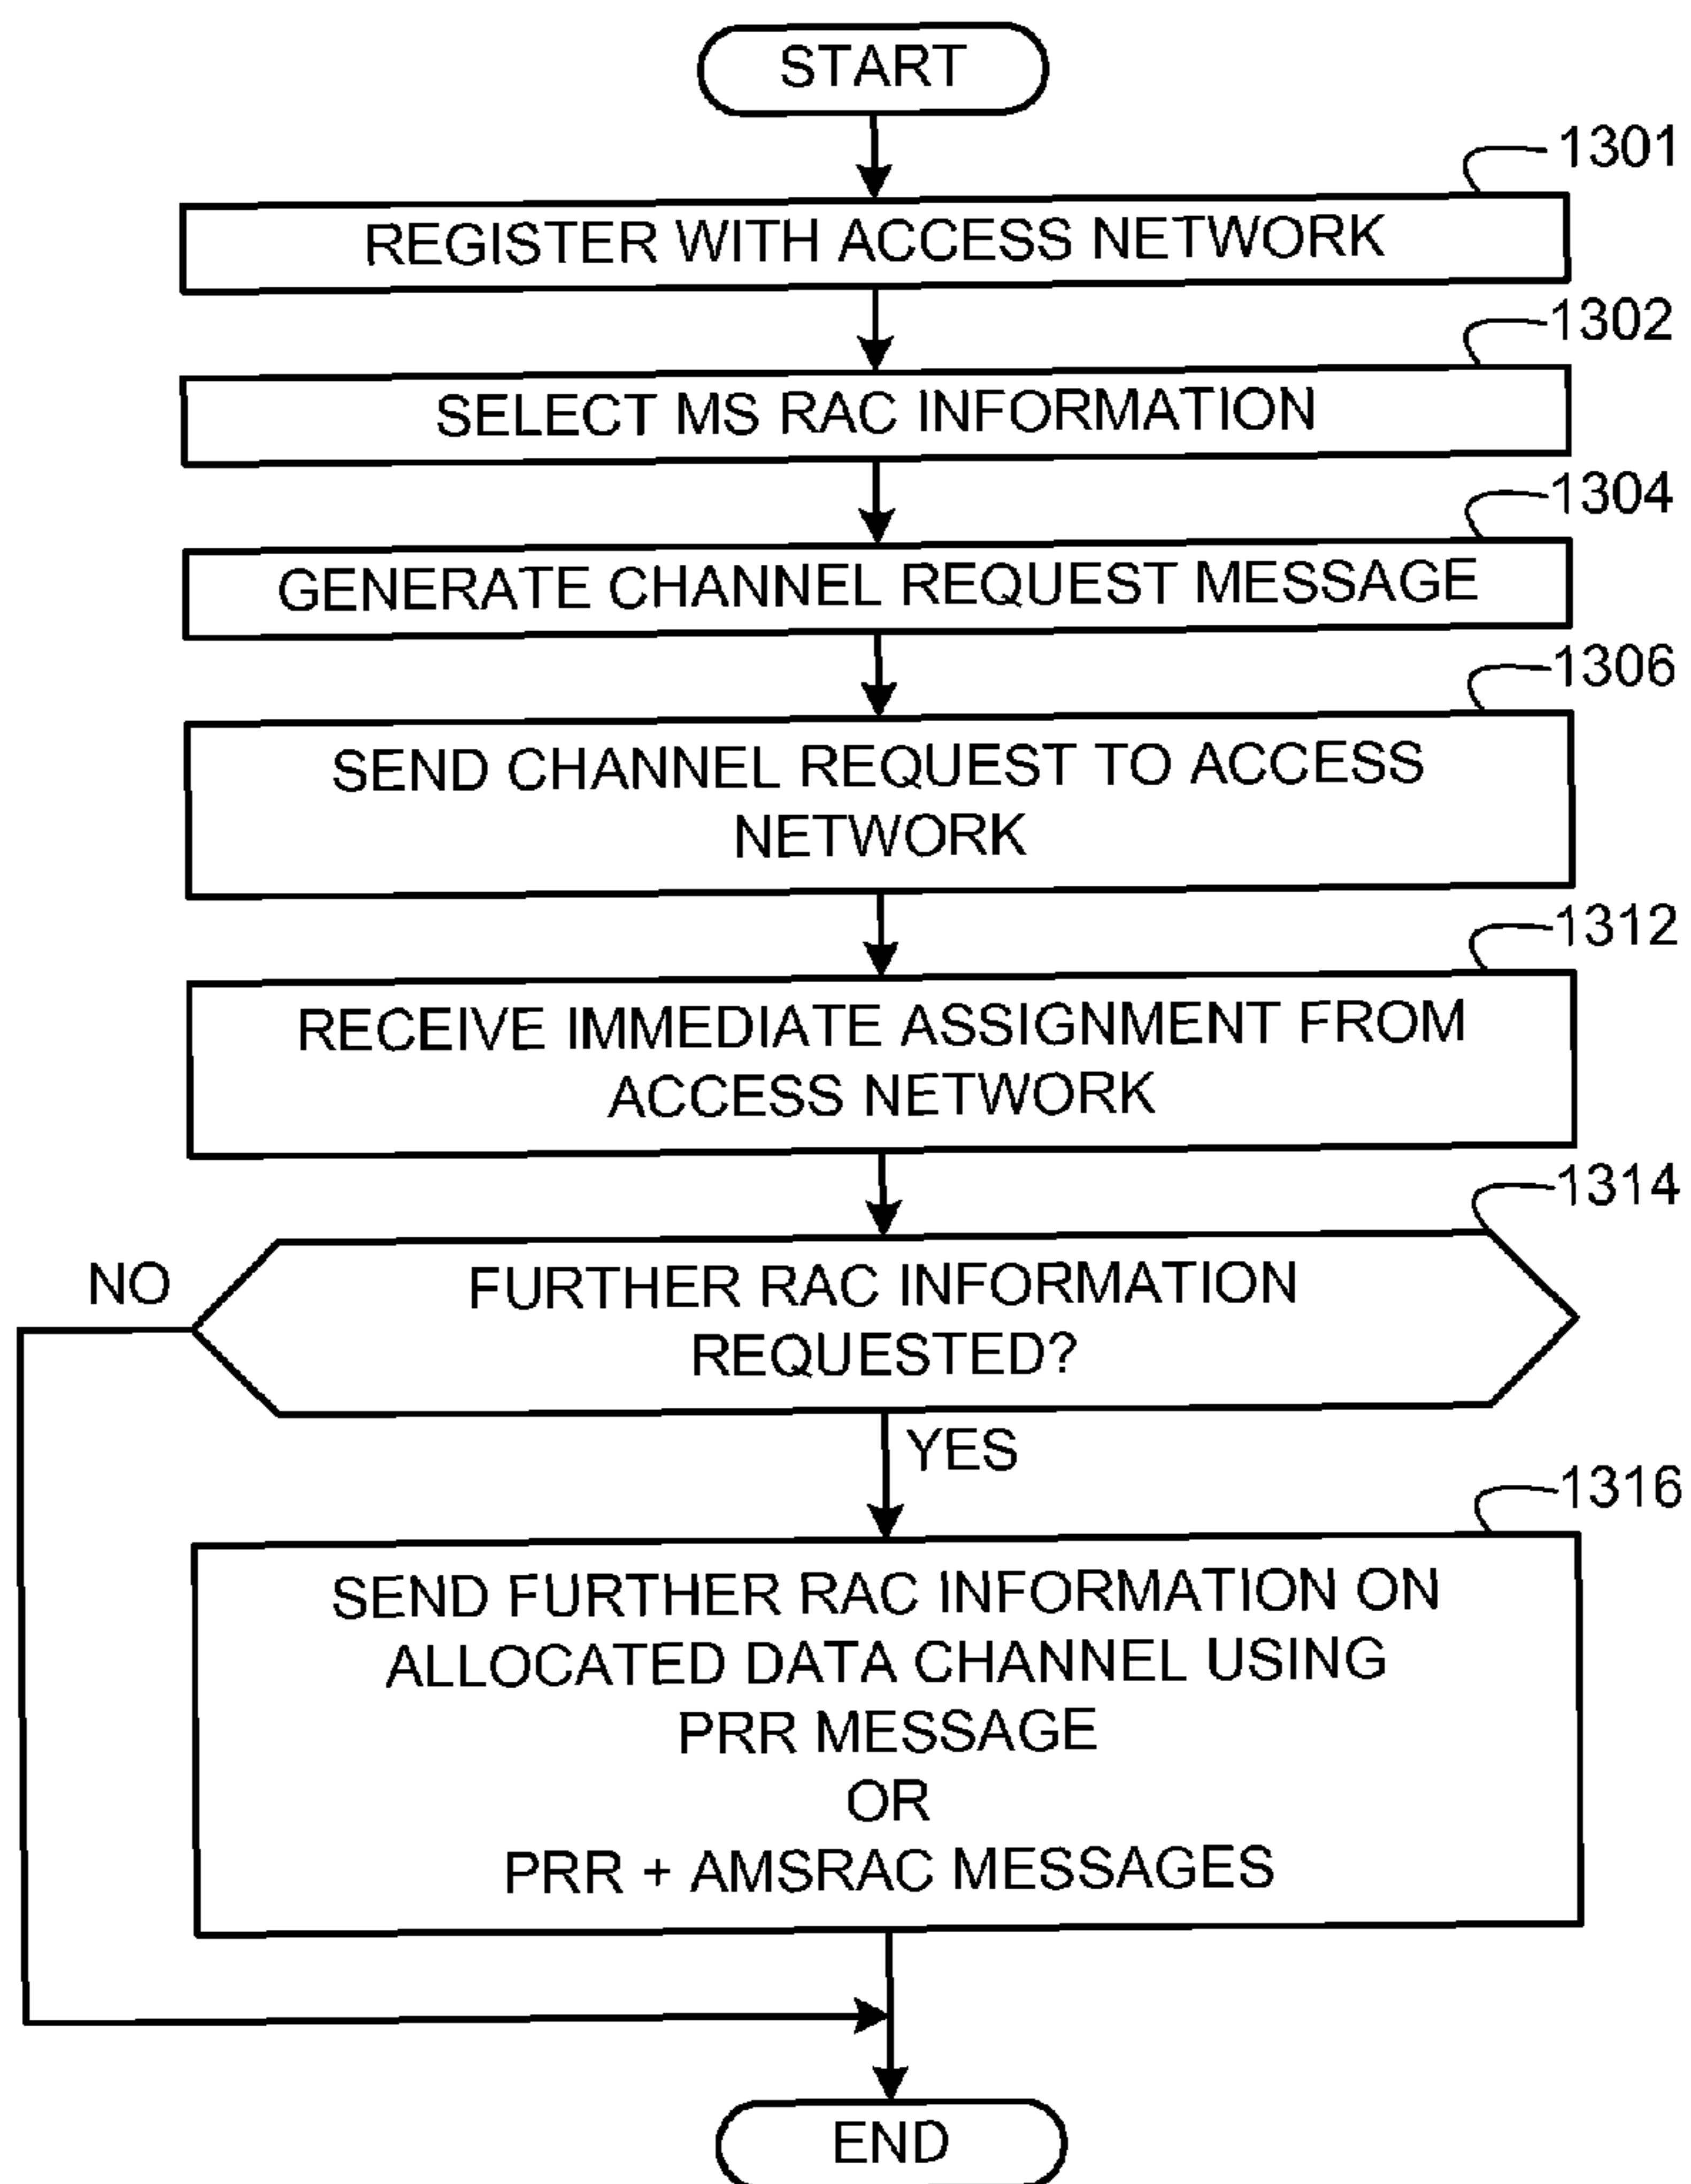 START
1301
REGISTER WITH ACCESS NETWORK
1302
SELECT MS RAC INFORMATION
1304
GENERATE CHANNEL REQUEST MESSAGE
1306
SEND CHANNEL REQUEST TO ACCESS
NETWORK
1312
RECEIVE IMMEDIATE ASSIGNMENT FROM
ACCESS NETWORK
1314
NO
FURTHER RAC INFORMATION
REQUESTED?
YES
1316
SEND FURTHER RAC INFORMATION ON
ALLOCATED DATA CHANNEL USING
PRR MESSAGE
OR
PRR + AMSRAC MESSAGES
END